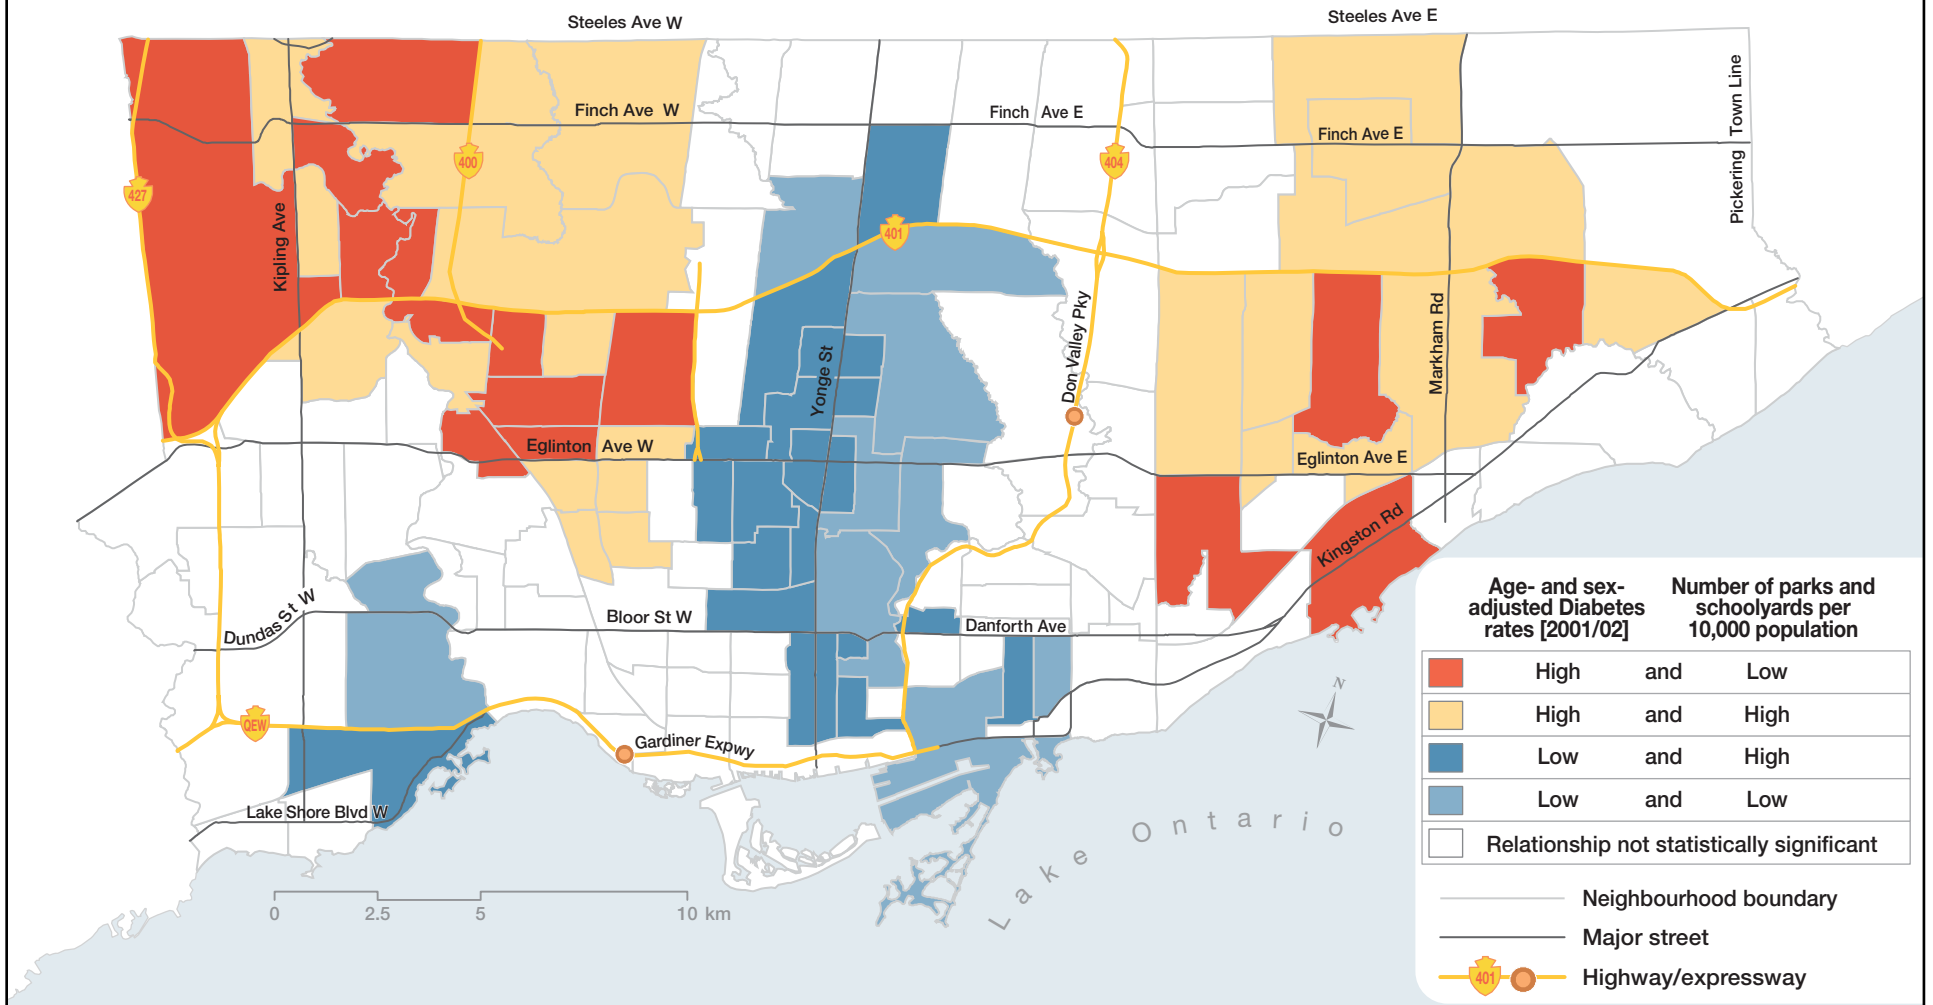 Steeles Ave W
Steeles Ave E
Finch Ave W
Finch Ave E
Finch Ave E
Pickering Town Line
400
404
427
401
Kipling Ave
Yonge St
Don Valley Pky
Markham Rd
Eglinton Ave W
Eglinton Ave E
Kingston Rd
Dundas St W
Bloor St W
Danforth Ave
QEW
Gardiner Expwy
Lake Shore Blvd W
Lake Ontario
N
0 2.5 5 10 km
Age- and sex-
adjusted Diabetes
rates [2001/02]
Number of parks and
schoolyards per
10,000 population
High and Low
High and High
Low and High
Low and Low
Relationship not statistically significant
Neighbourhood boundary
Major street
401 Highway/expressway